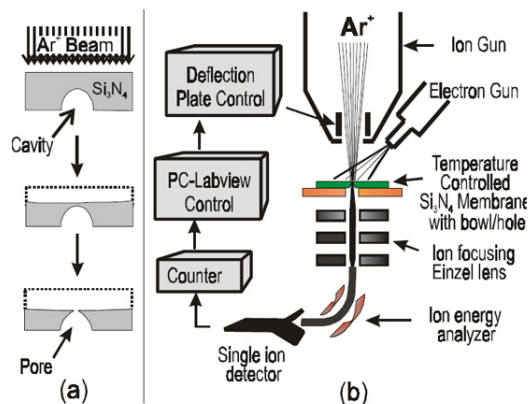 Ar⁺ Beam
Si₃N₄
Cavity
Pore
(a)
Ar⁺
Ion Gun
Deflection
Plate Control
Electron Gun
PC-Labview
Control
Temperature
Controlled
Si₃N₄ Membrane
with bowl/hole
Counter
Ion focusing
Einzel lens
Ion energy
analyzer
Single ion
detector
(b)